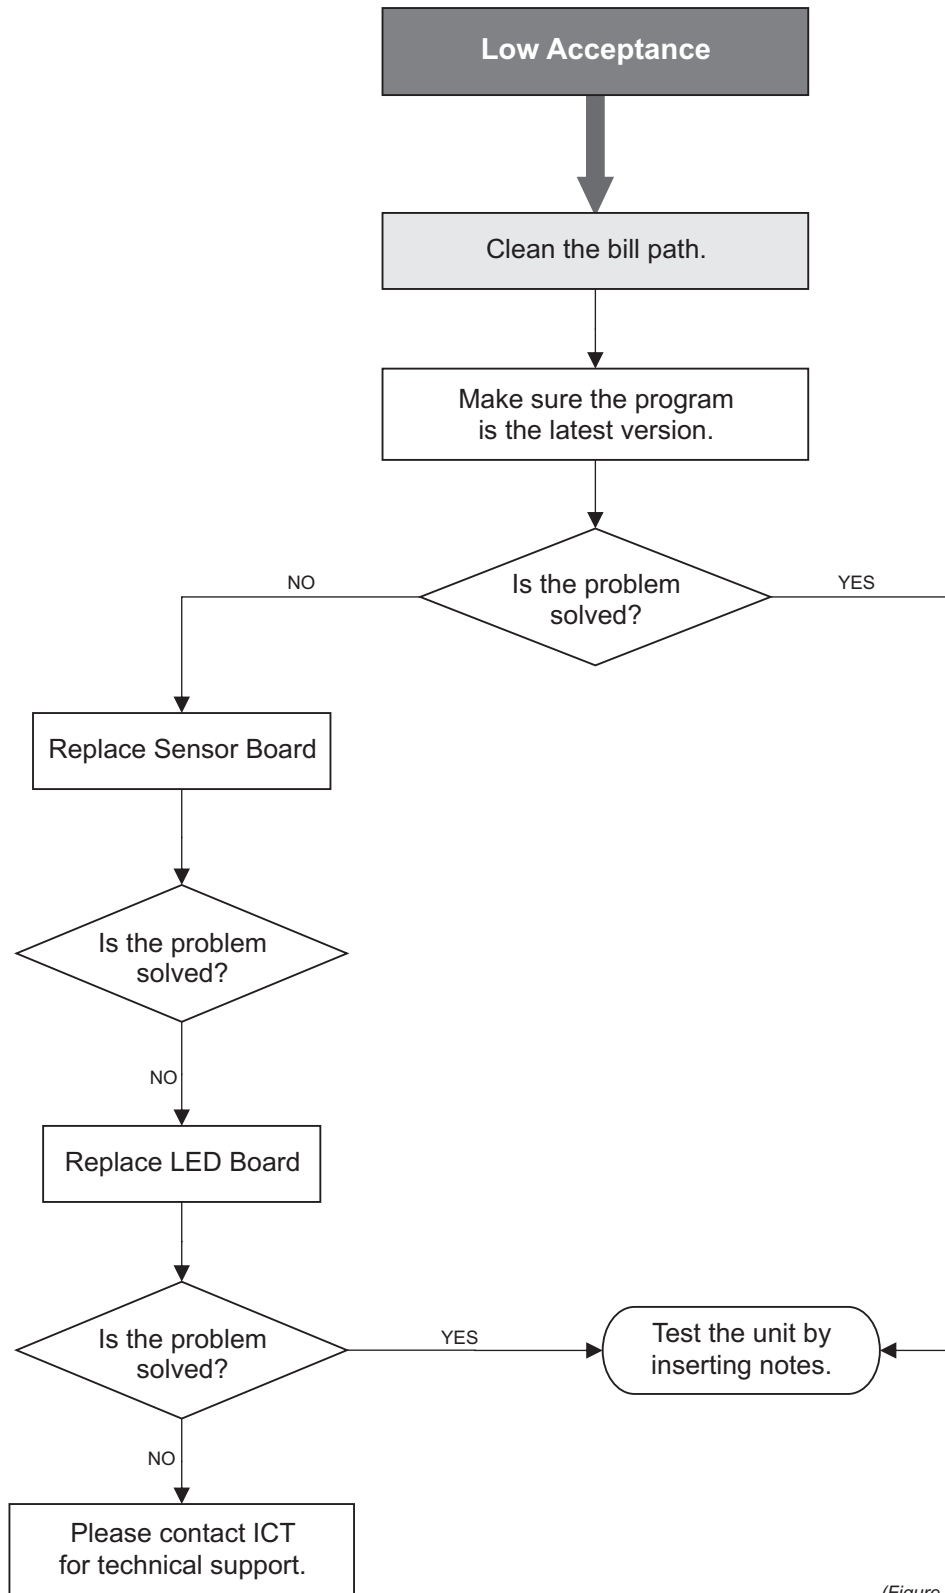 Low Acceptance
Clean the bill path.
Make sure the program
is the latest version.
Is the problem
solved?
NO
YES
Replace Sensor Board
Is the problem
solved?
NO
Replace LED Board
Is the problem
solved?
YES
Test the unit by
inserting notes.
NO
Please contact ICT
for technical support.
(Figure